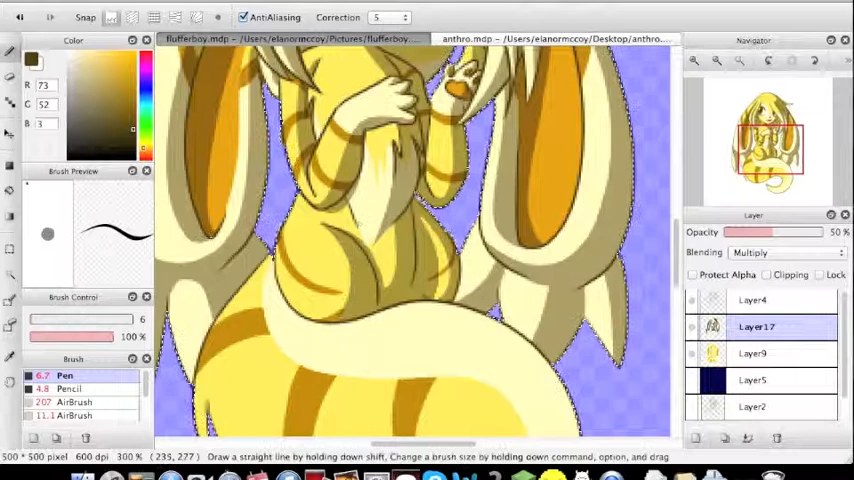 Snap AntiAliasing Correction 5
Color
flufferboy.mdp – /Users/elanormccoy/Pictures/flufferboy....
anthro.mdp – /Users/elanormccoy/Desktop/anthro....
Navigator
R 73
G 52
B 3
Brush Preview
Layer
Opacity 50 %
Blending Multiply
Protect Alpha Clipping Lock
Brush Control
Layer4
6
Layer17
100 %
Layer9
Brush
6.7 Pen
Layer5
4.8 Pencil
207 AirBrush
Layer2
11.1 AirBrush
500 * 500 pixel 600 dpi 300 % (235, 277) Draw a straight line by holding down shift, Change a brush size by holding down command, option, and drag